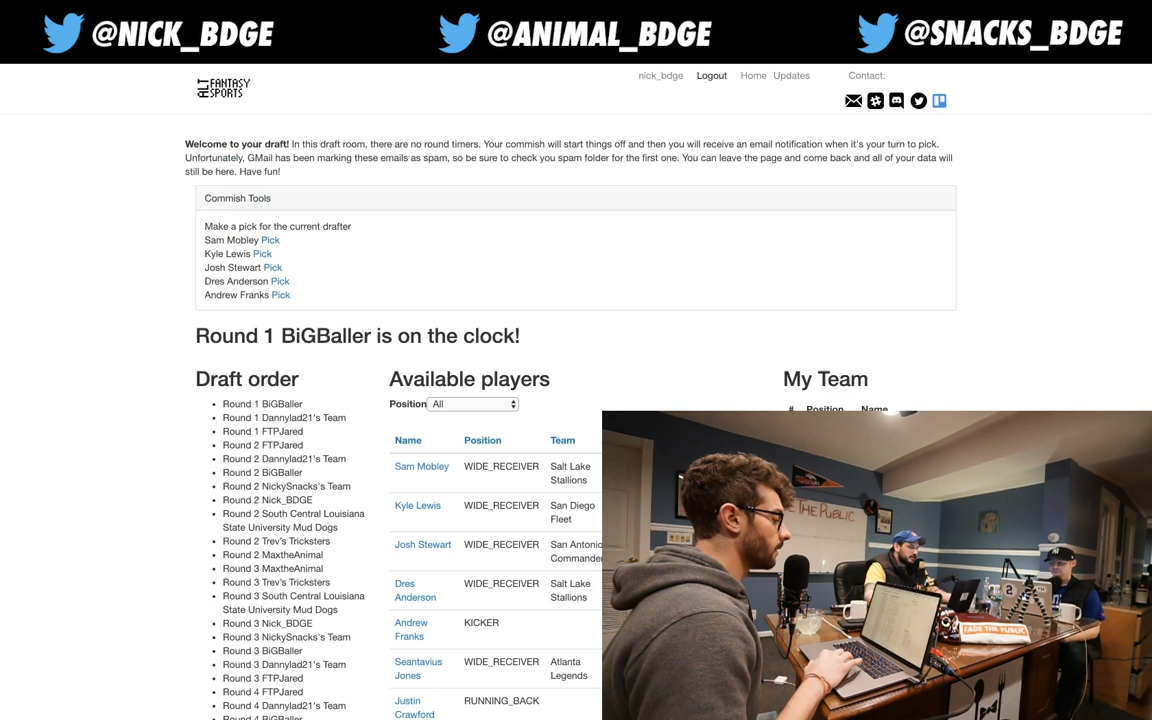 @NICK_BDGE @ANIMAL_BDGE @SNACKS_BDGE
ALT FANTASY SPORTS
nick_bdge Logout Home Updates Contact:
Welcome to your draft! In this draft room, there are no round timers. Your commish will start things off and then you will receive an email notification when it's your turn to pick.
Unfortunately, GMail has been marking these emails as spam, so be sure to check you spam folder for the first one. You can leave the page and come back and all of your data will
still be here. Have fun!
Commish Tools
Make a pick for the current drafter
Sam Mobley Pick
Kyle Lewis Pick
Josh Stewart Pick
Dres Anderson Pick
Andrew Franks Pick
Round 1 BiGBaller is on the clock!
Draft order
Round 1 BiGBaller
Round 1 Dannylad21's Team
Round 1 FTPJared
Round 2 FTPJared
Round 2 Dannylad21's Team
Round 2 BiGBaller
Round 2 NickySnacks's Team
Round 2 Nick_BDGE
Round 2 South Central Louisiana
State University Mud Dogs
Round 2 Trev's Tricksters
Round 2 MaxtheAnimal
Round 3 MaxtheAnimal
Round 3 Trev's Tricksters
Round 3 South Central Louisiana
State University Mud Dogs
Round 3 Nick_BDGE
Round 3 NickySnacks's Team
Round 3 BiGBaller
Round 3 Dannylad21's Team
Round 3 FTPJared
Round 4 FTPJared
Round 4 Dannylad21's Team
Round 4 BiGBaller
Available players
Position All
Name Position Team
Sam Mobley WIDE_RECEIVER Salt Lake
Stallions
Kyle Lewis WIDE_RECEIVER San Diego
Fleet
Josh Stewart WIDE_RECEIVER San Antonio
Commander
Dres WIDE_RECEIVER Salt Lake
Anderson Stallions
Andrew KICKER
Franks
Seantavius WIDE_RECEIVER Atlanta
Jones Legends
Justin RUNNING_BACK
Crawford
My Team
# Position Name
THE PUBLIC
FADE THE PUBLIC